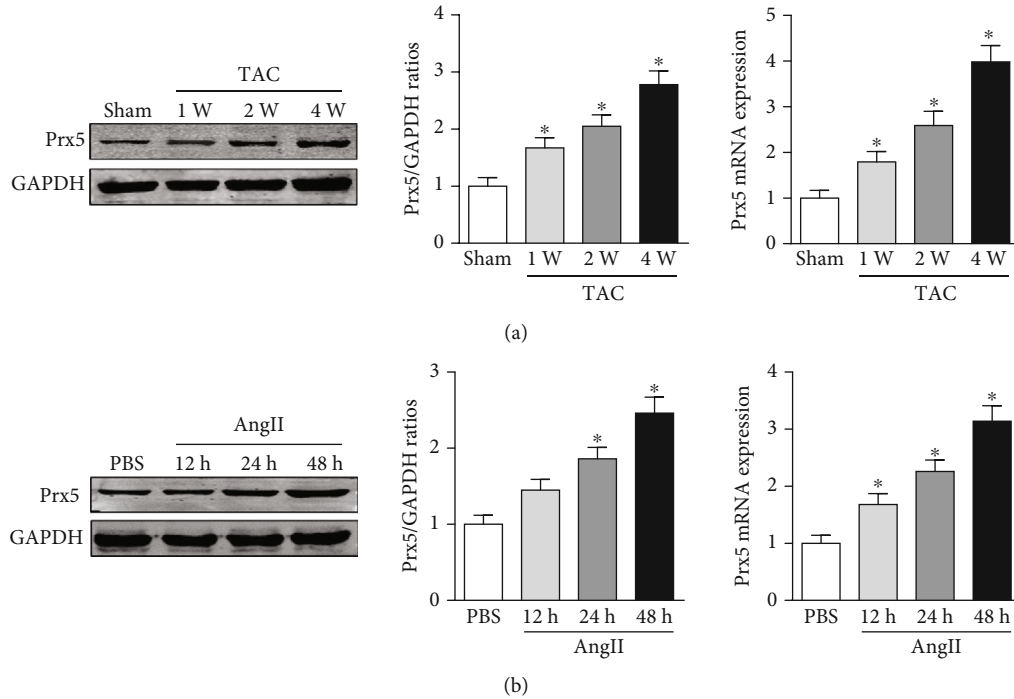 TAC
Sham 1 W 2 W 4 W
Prx5
GAPDH
Prx5/GAPDH ratios
4
3
2
1
0
* * *
Sham 1 W 2 W 4 W
TAC
Prx5 mRNA expression
5
4
3
2
1
0
* * *
Sham 1 W 2 W 4 W
TAC
(a)
AngII
PBS 12 h 24 h 48 h
Prx5
GAPDH
Prx5/GAPDH ratios
3
2
1
0
* *
PBS 12 h 24 h 48 h
AngII
Prx5 mRNA expression
4
3
2
1
0
* * *
PBS 12 h 24 h 48 h
AngII
(b)